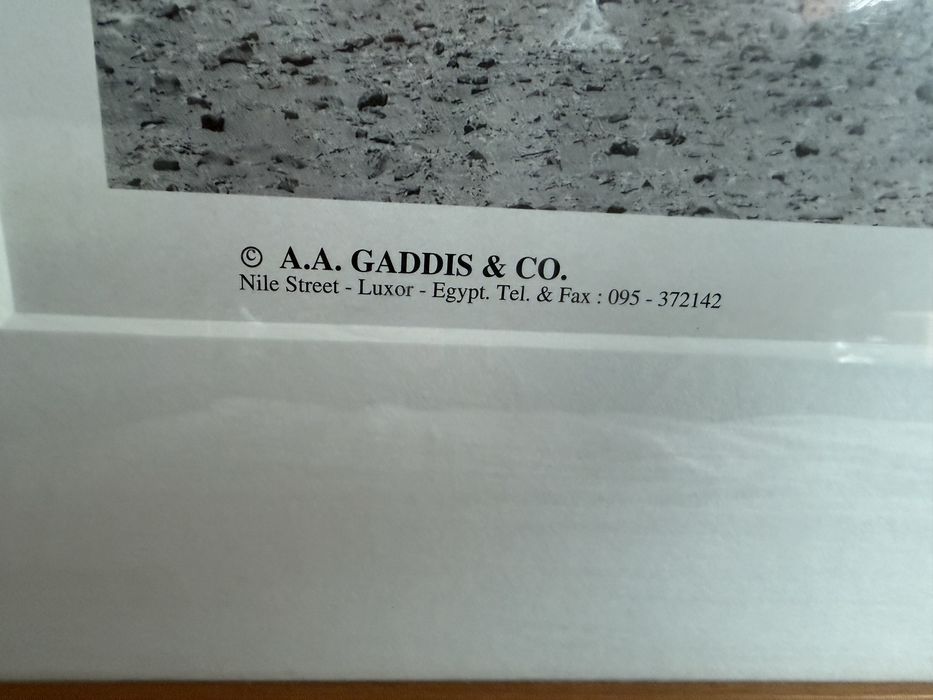 © A.A. GADDIS & CO.
Nile Street - Luxor - Egypt. Tel. & Fax : 095 - 372142